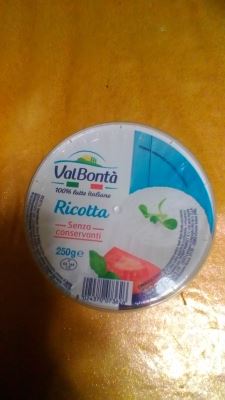 ValBontà
100% latte italiano
Ricotta
Senza
conservanti
250g e